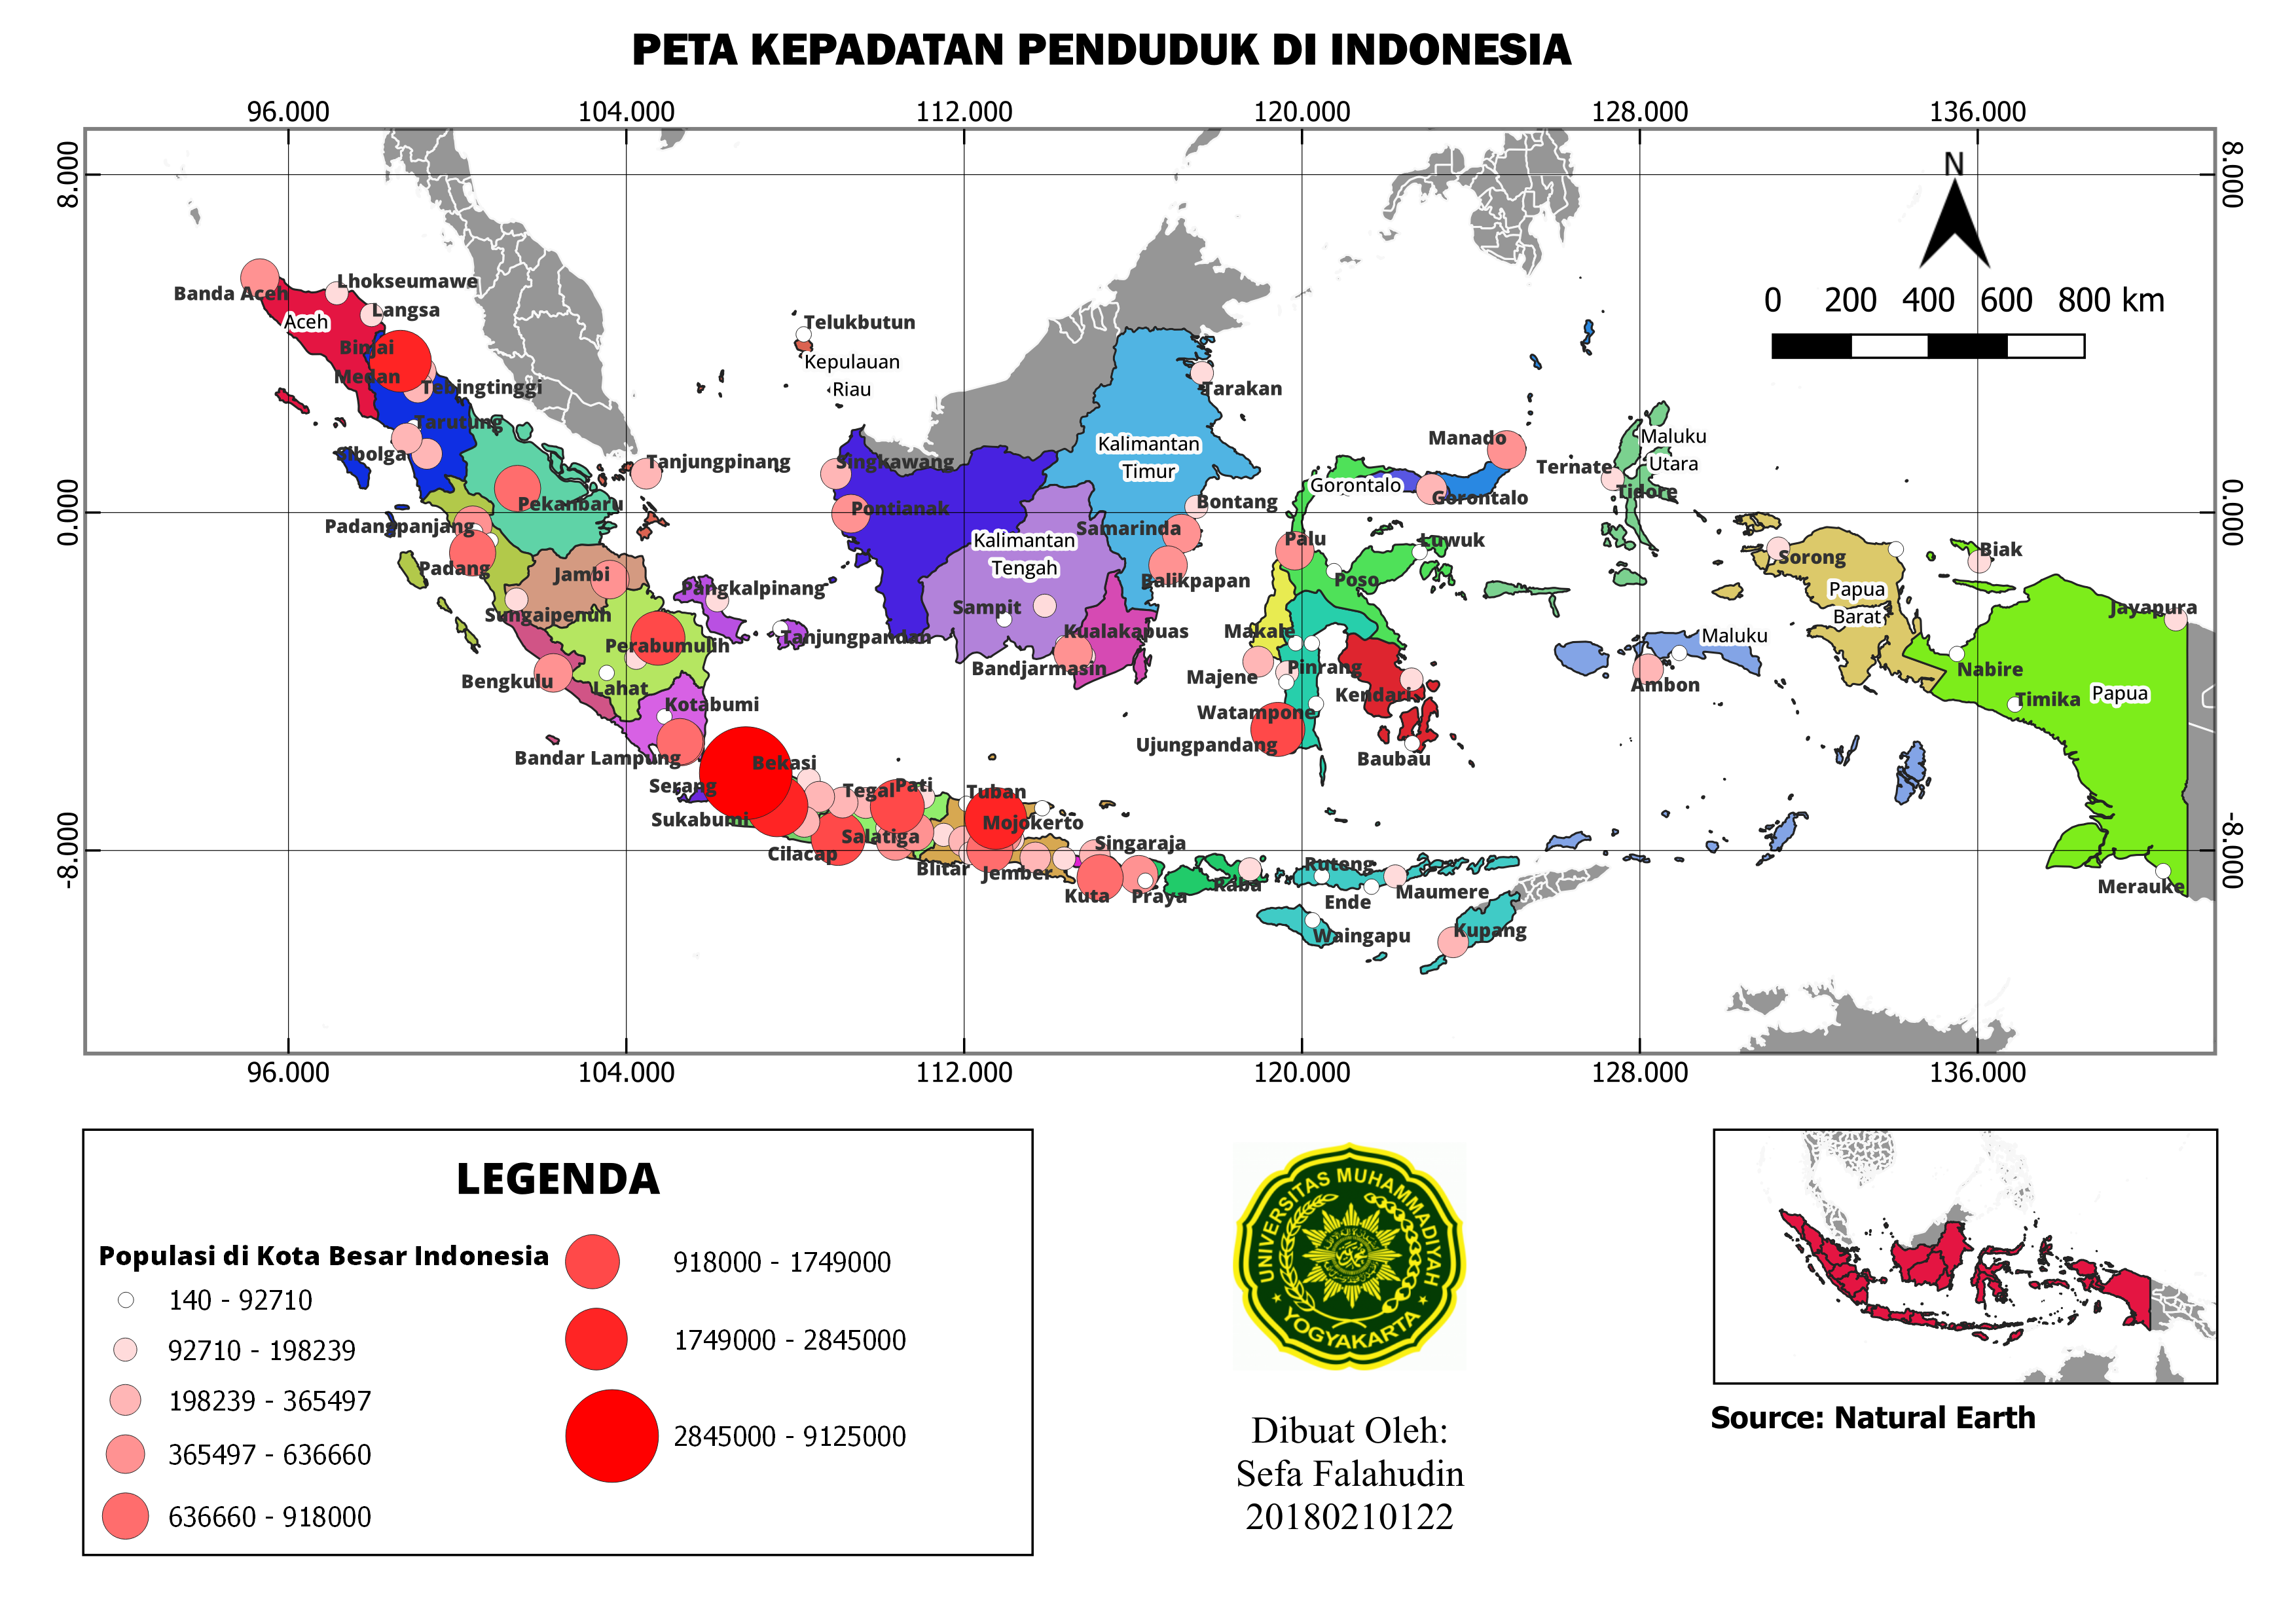 PETA KEPADATAN PENDUDUK DI INDONESIA
96.000 104.000 112.000 120.000 128.000 136.000
8.000 8.000
0.000 0.000
-8.000 -8.000
N
0 200 400 600 800 km
Banda Aceh
Lhokseumawe
Langsa
Aceh
Binjai
Medan
Tebingtinggi
Tarutung
Sibolga
Telukbutun
Kepulauan
Riau
Tanjungpinang
Pekanbaru
Padangpanjang
Padang
Jambi
Sungaipenuh
Pangkalpinang
Tanjungpandan
Perabumulih
Bengkulu
Lahat
Kotabumi
Bandar Lampung
Singkawang
Pontianak
Kalimantan
Timur
Tarakan
Bontang
Samarinda
Balikpapan
Kalimantan
Tengah
Sampit
Kualakapuas
Bandjarmasin
Manado
Gorontalo
Gorontalo
Palu
Luwuk
Poso
Makale
Majene
Pinrang
Kendari
Watampone
Ujungpandang
Baubau
Maluku
Utara
Ternate
Tidore
Sorong
Papua
Barat
Biak
Jayapura
Maluku
Ambon
Nabire
Timika
Papua
Merauke
Bekasi
Serang
Sukabumi
Cilacap
Tegal
Pati
Salatiga
Tuban
Mojokerto
Blitar
Jember
Singaraja
Kuta
Praya
Raba
Ruteng
Ende
Maumere
Waingapu
Kupang
96.000 104.000 112.000 120.000 128.000 136.000
LEGENDA
Populasi di Kota Besar Indonesia
140 - 92710
92710 - 198239
198239 - 365497
365497 - 636660
636660 - 918000
918000 - 1749000
1749000 - 2845000
2845000 - 9125000
UNIVERSITAS MUHAMMADIYAH
YOGYAKARTA
Dibuat Oleh:
Sefa Falahudin
20180210122
Source: Natural Earth